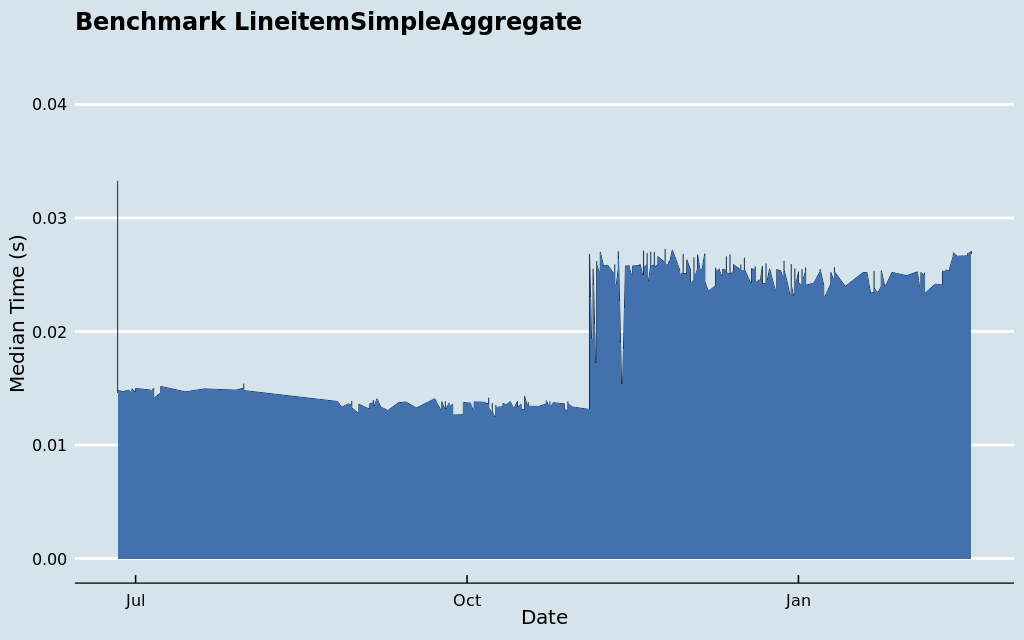 Benchmark LineitemSimpleAggregate
0.04
0.03
0.02
0.01
0.00
Median Time (s)
Jul
Oct
Jan
Date